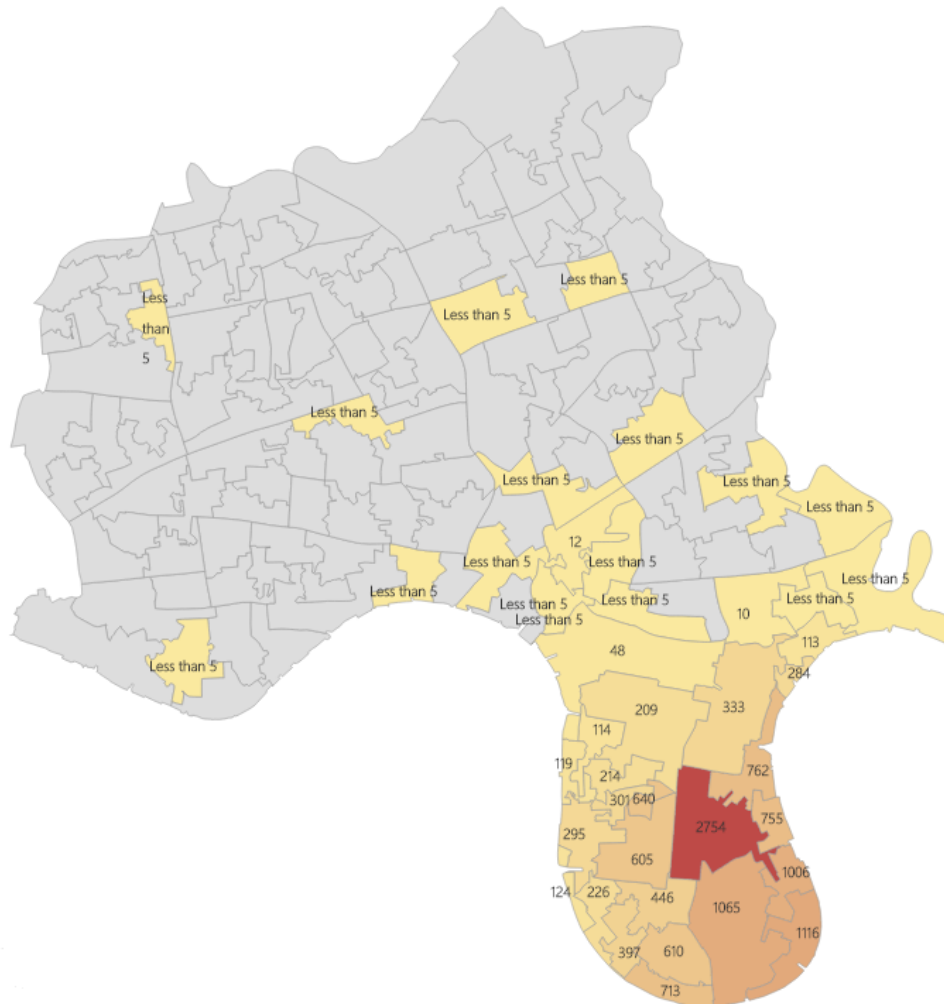 Less than 5
Less than 5
Less
than
5
Less than 5
Less than 5
Less than 5
Less than 5
Less than 5
Less than 5
12
Less than 5
Less than 5
Less than 5
Less than 5
Less than 5
Less than 5
Less than 5
10
Less than 5
113
48
Less than 5
284
333
209
114
119
762
214
301
640
755
2754
295
605
1006
124
226
446
1065
1116
397
610
713